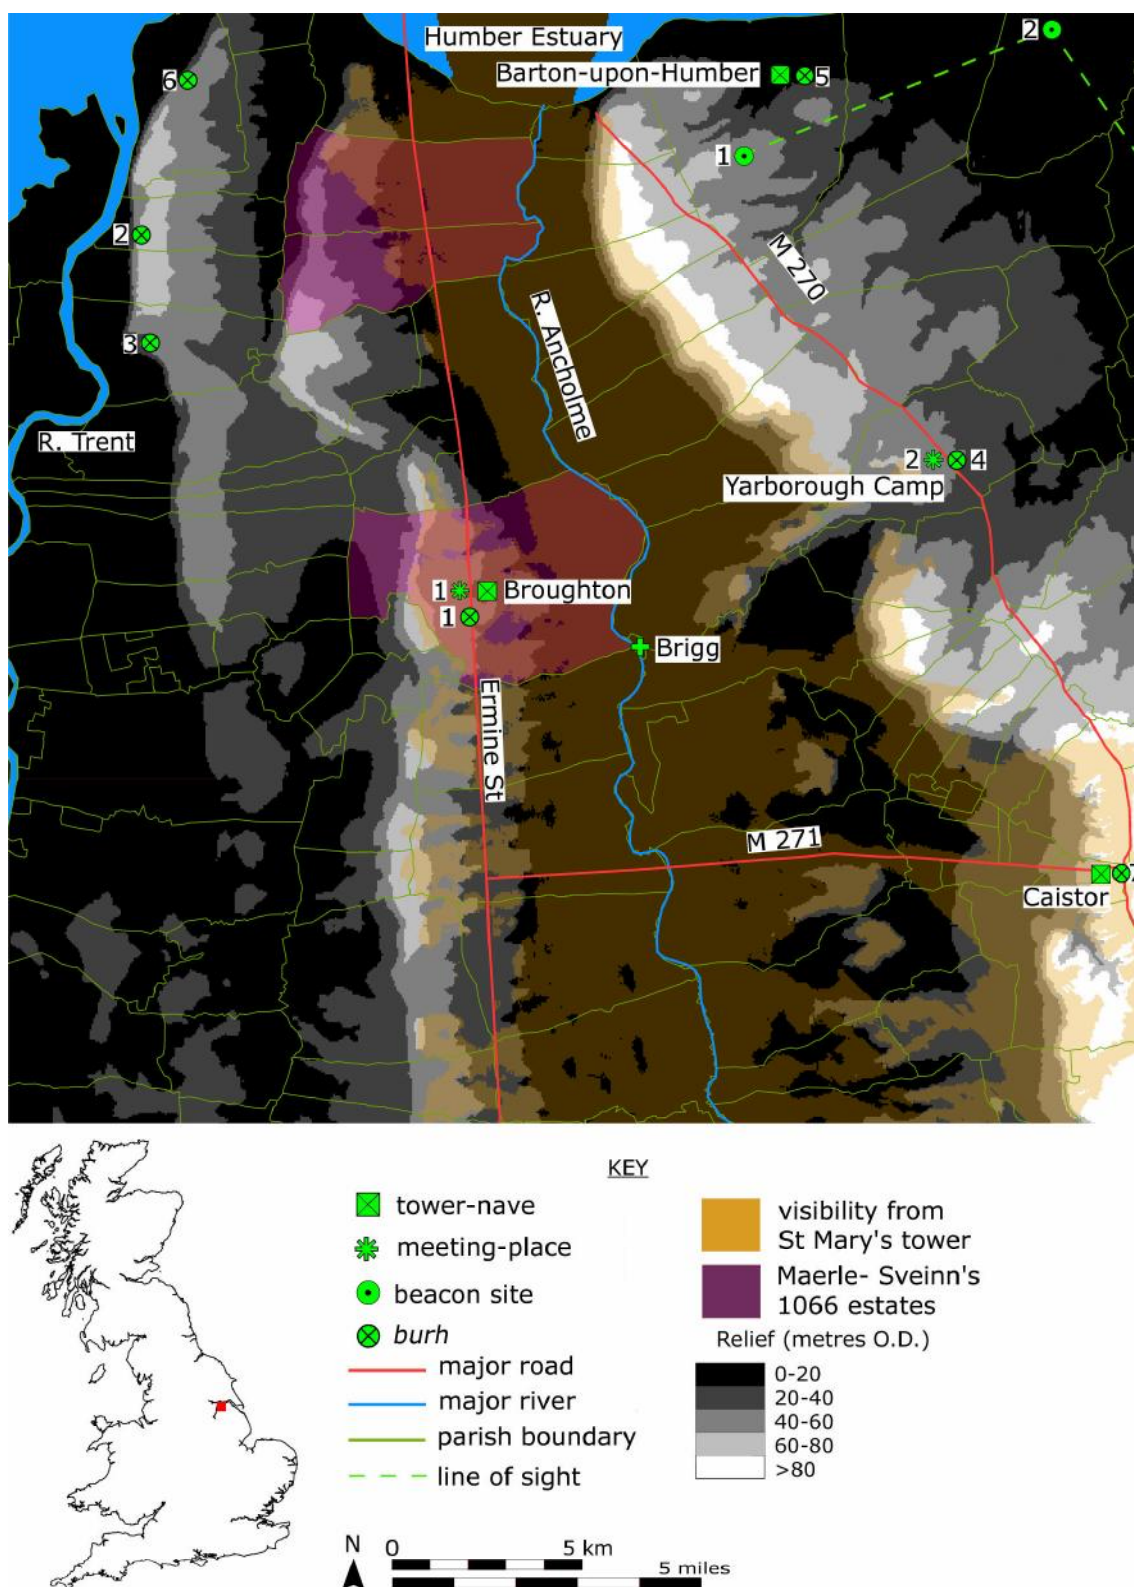 Humber Estuary
2
Barton-upon-Humber
5
6
1
2
M 270
R. Ancholme
3
R. Trent
2
4
Yarborough Camp
1
Broughton
1
Brigg
Ermine St
M 271
7
Caistor
KEY
tower-nave
meeting-place
beacon site
burh
major road
major river
parish boundary
line of sight
visibility from
St Mary's tower
Maerle- Sveinn's
1066 estates
Relief (metres O.D.)
0-20
20-40
40-60
60-80
>80
N
0
5 km
5 miles